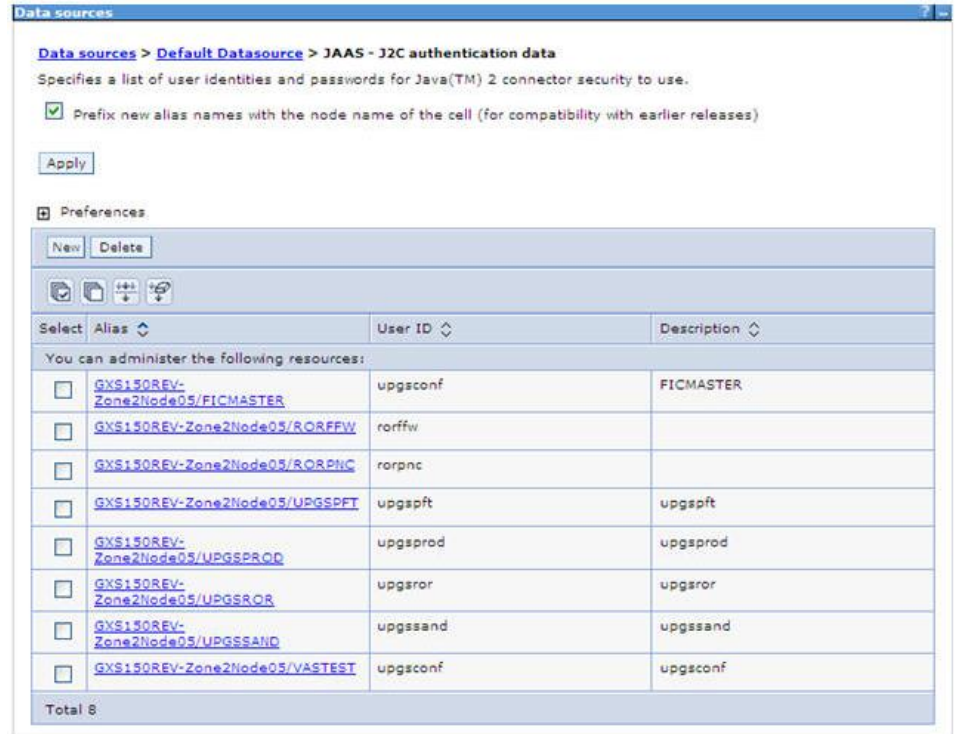 Data sources
? -
Data sources > Default Datasource > JAAS - J2C authentication data
Specifies a list of user identities and passwords for Java(TM) 2 connector security to use.
Prefix new alias names with the node name of the cell (for compatibility with earlier releases)
Apply
Preferences
New Delete
Select Alias User ID Description
You can administer the following resources:
GXS150REV- upgsconf FICMASTER
Zone2Node05/FICMASTER
GXS150REV-Zone2Node05/RORFFW rorffw
GXS150REV-Zone2Node05/RORPNC rorpnc
GXS150REV-Zone2Node05/UPGSPFT upgspft upgspft
GXS150REV- upgsprod upgsprod
Zone2Node05/UPGSPROD
GXS150REV- upgsror upgsror
Zone2Node05/UPGSROR
GXS150REV- upgssand upgssand
Zone2Node05/UPGSSAND
GXS150REV-Zone2Node05/VASTEST upgsconf upgsconf
Total 8